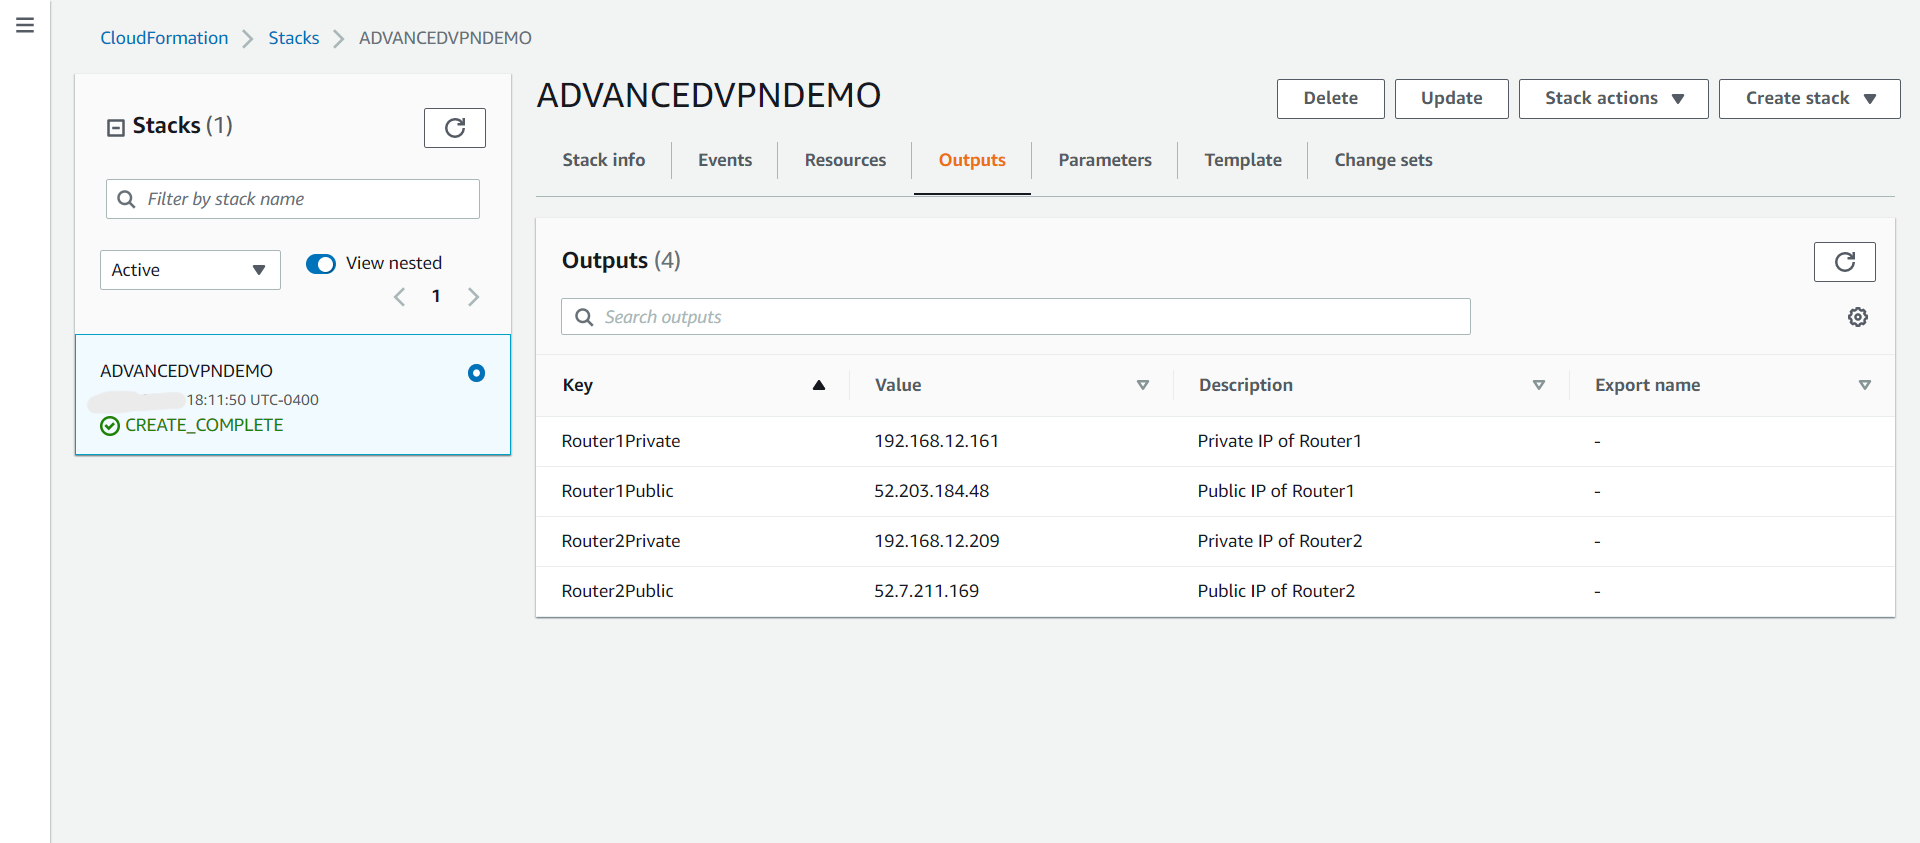 CloudFormation Stacks ADVANCEDVPNDEMO
Stacks (1)
Filter by stack name
Active
View nested
1
ADVANCEDVPNDEMO
18:11:50 UTC-0400
CREATE_COMPLETE
ADVANCEDVPNDEMO
Delete Update Stack actions Create stack
Stack info Events Resources Outputs Parameters Template Change sets
Outputs (4)
Search outputs
Key Value Description Export name
Router1Private 192.168.12.161 Private IP of Router1 -
Router1Public 52.203.184.48 Public IP of Router1 -
Router2Private 192.168.12.209 Private IP of Router2 -
Router2Public 52.7.211.169 Public IP of Router2 -